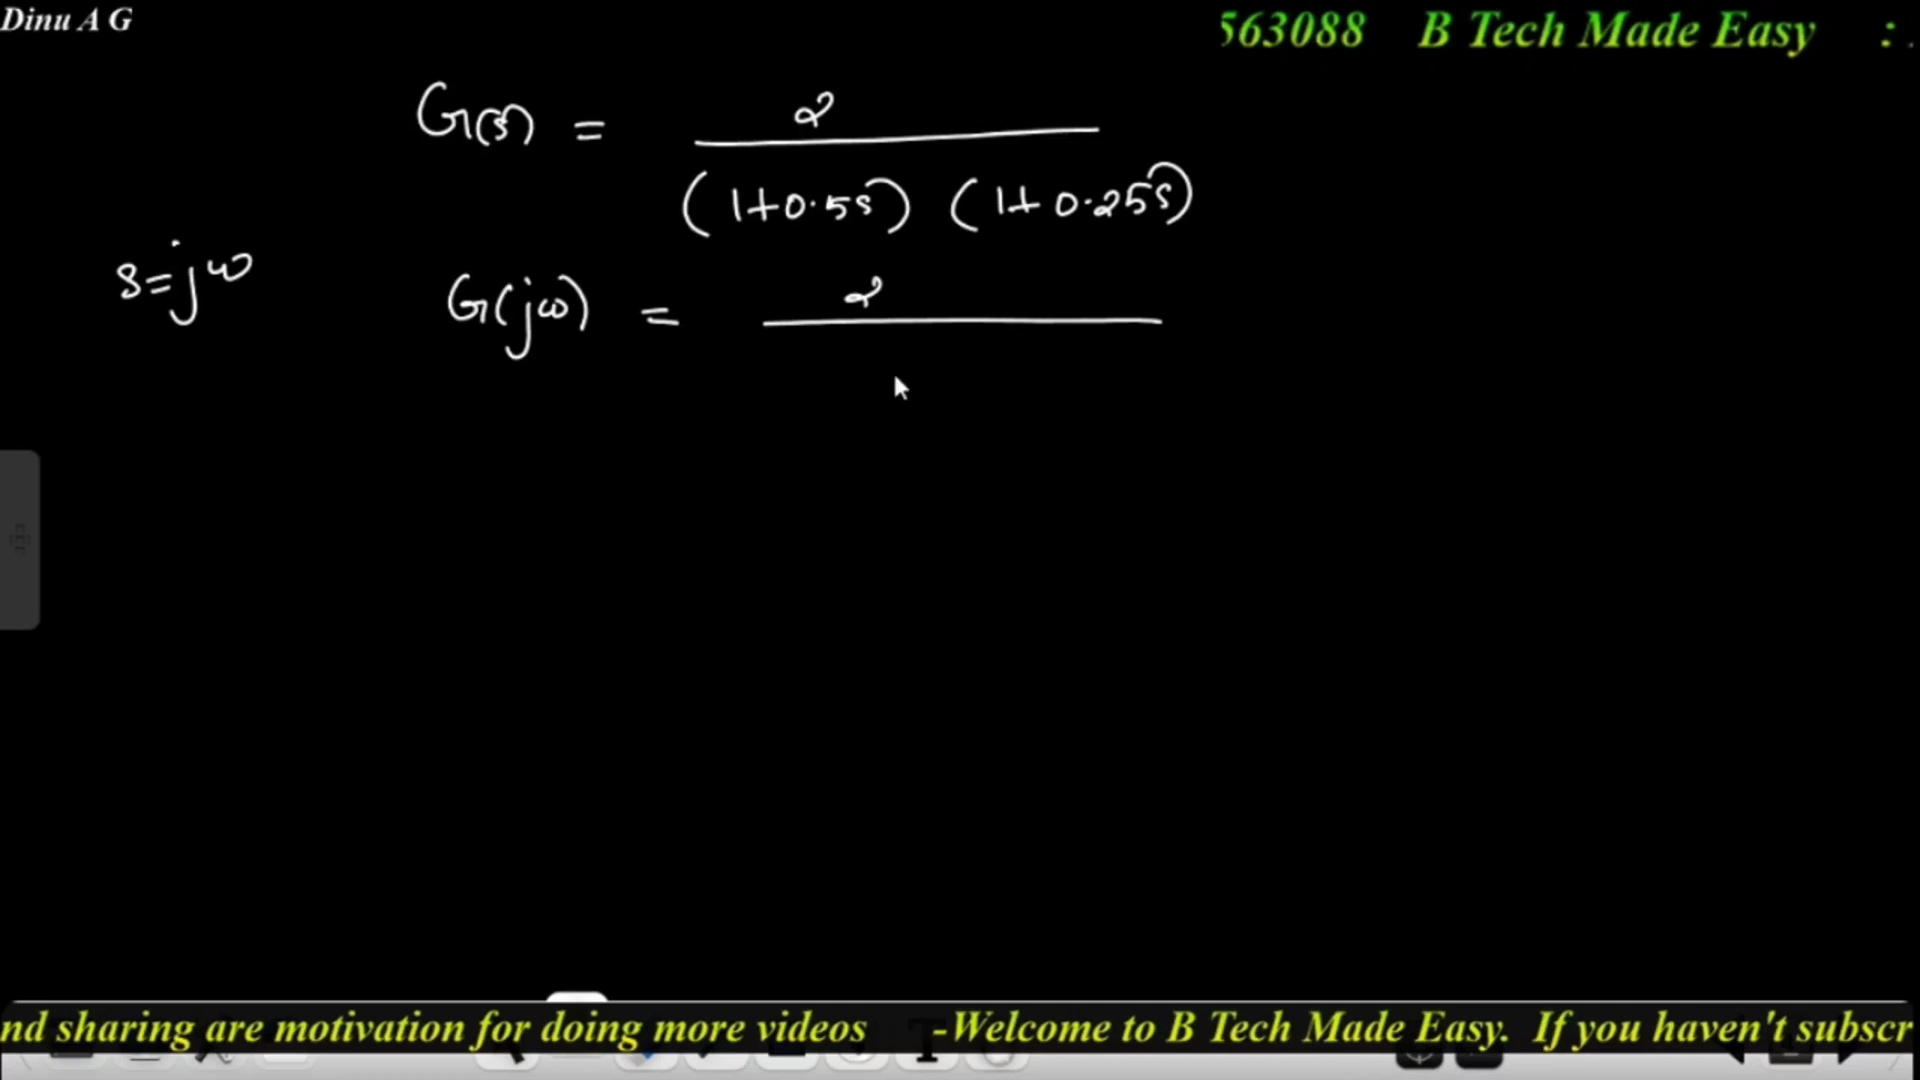 Dinu A G
563088 B Tech Made Easy :
G(s) = 2 / (1+0.5s) (1+0.25s)
s=jω
G(jω) = 2
nd sharing are motivation for doing more videos -Welcome to B Tech Made Easy. If you haven't subscr